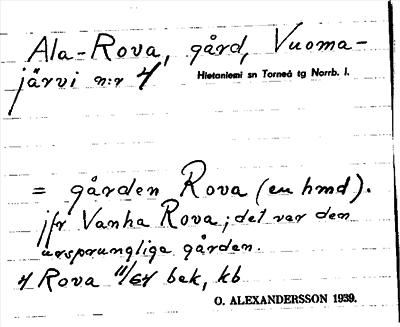 Ala-Rova, gård, Vuoma-
järvi n:r 4 Hietaniemi sn Torneå tg Norrb. l.
= gården Rova (en hmd).
jfr Vanha Rova; det var den
ursprungliga gården.
4 Rova 11/64 bek, kb
O. ALEXANDERSSON 1939.